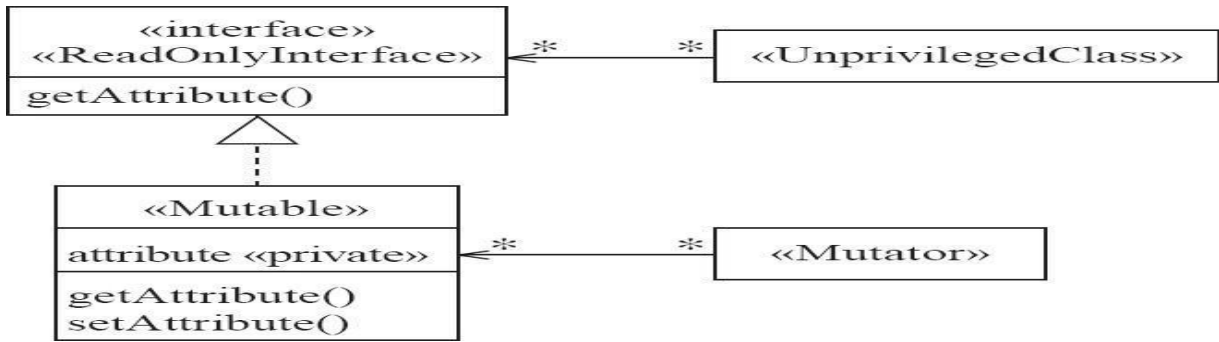 «interface»
«ReadOnlyInterface»
getAttribute()
* *
«UnprivilegedClass»
«Mutable»
attribute «private»
getAttribute()
setAttribute()
* *
«Mutator»